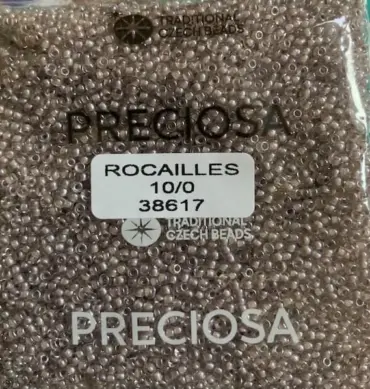 TRADITIONAL
CZECH BEADS
PRECIOSA
ROCAILLES
10/0
38617
TRADITIONAL
CZECH BEADS
PRECIOSA